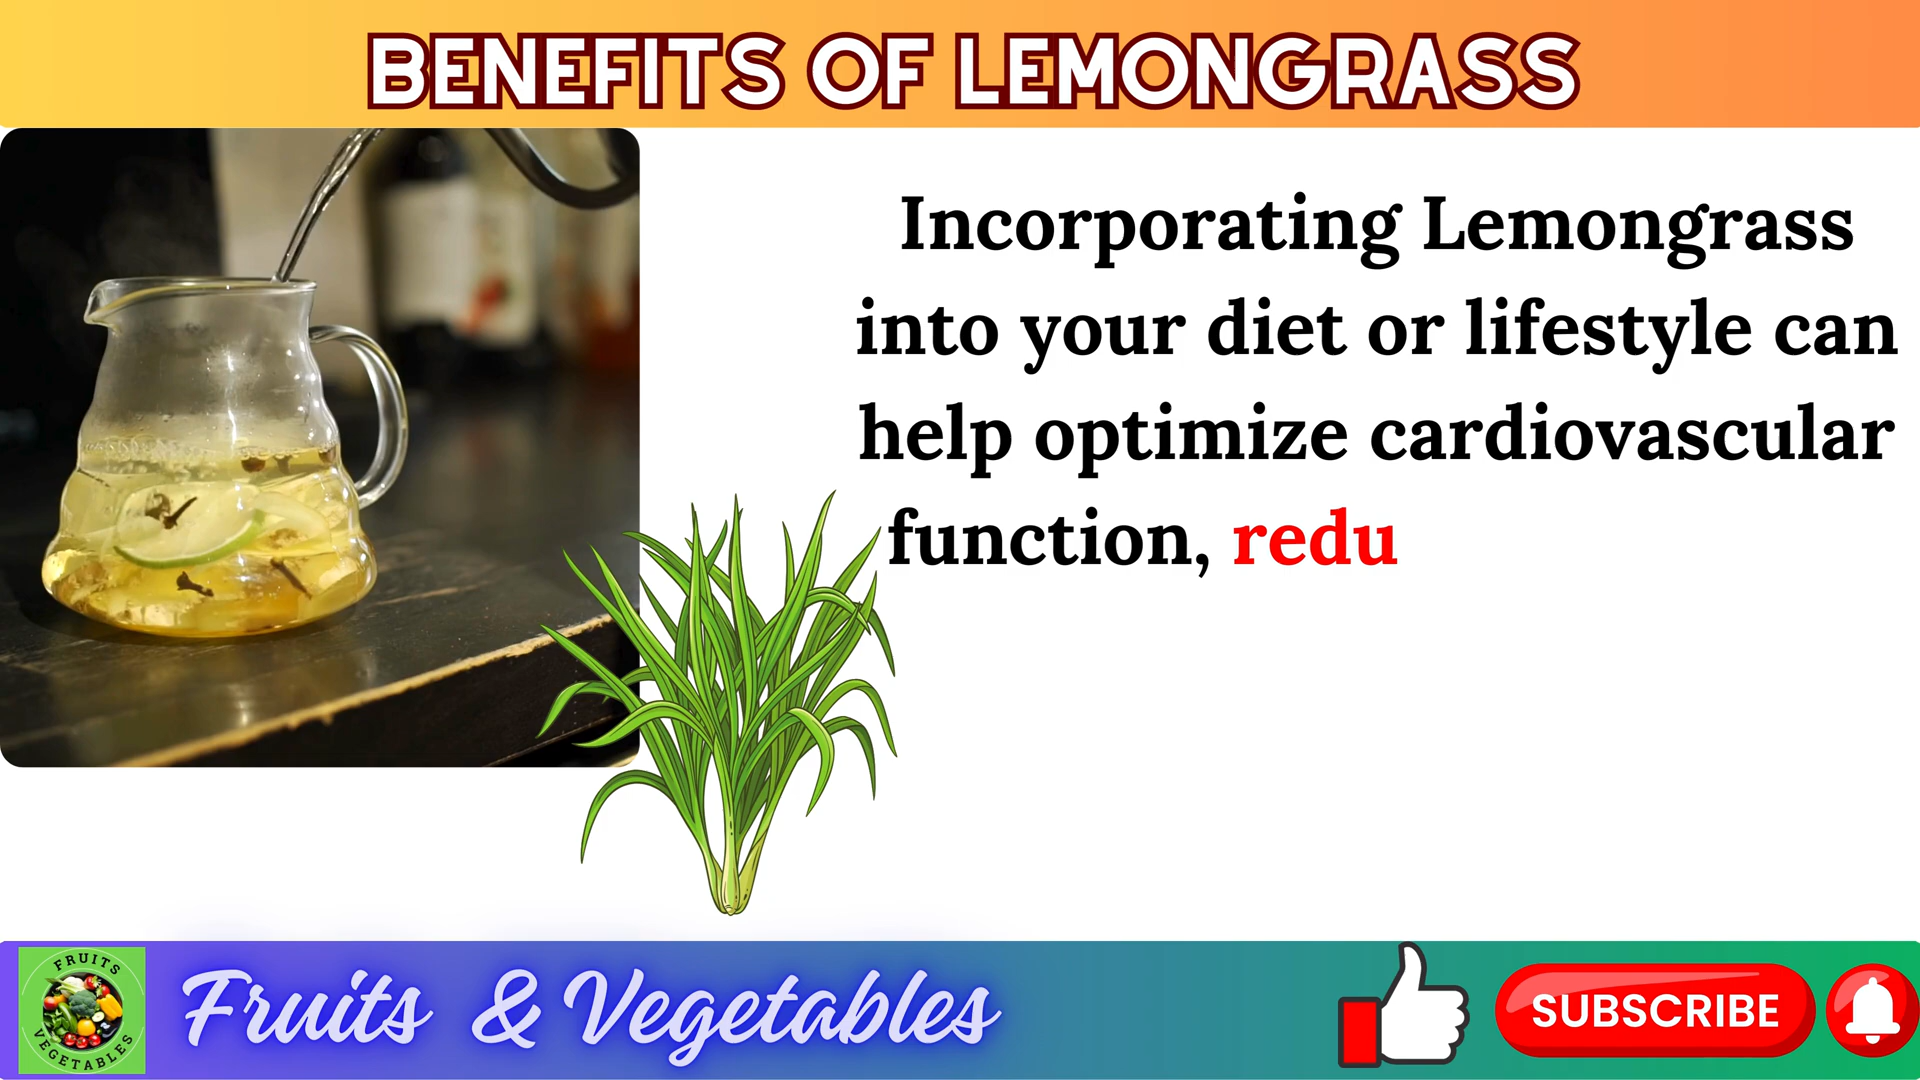 BENEFITS OF LEMONGRASS
Incorporating Lemongrass
into your diet or lifestyle can
help optimize cardiovascular
function, redu
FRUITS
VEGETABLES
Fruits & Vegetables
SUBSCRIBE